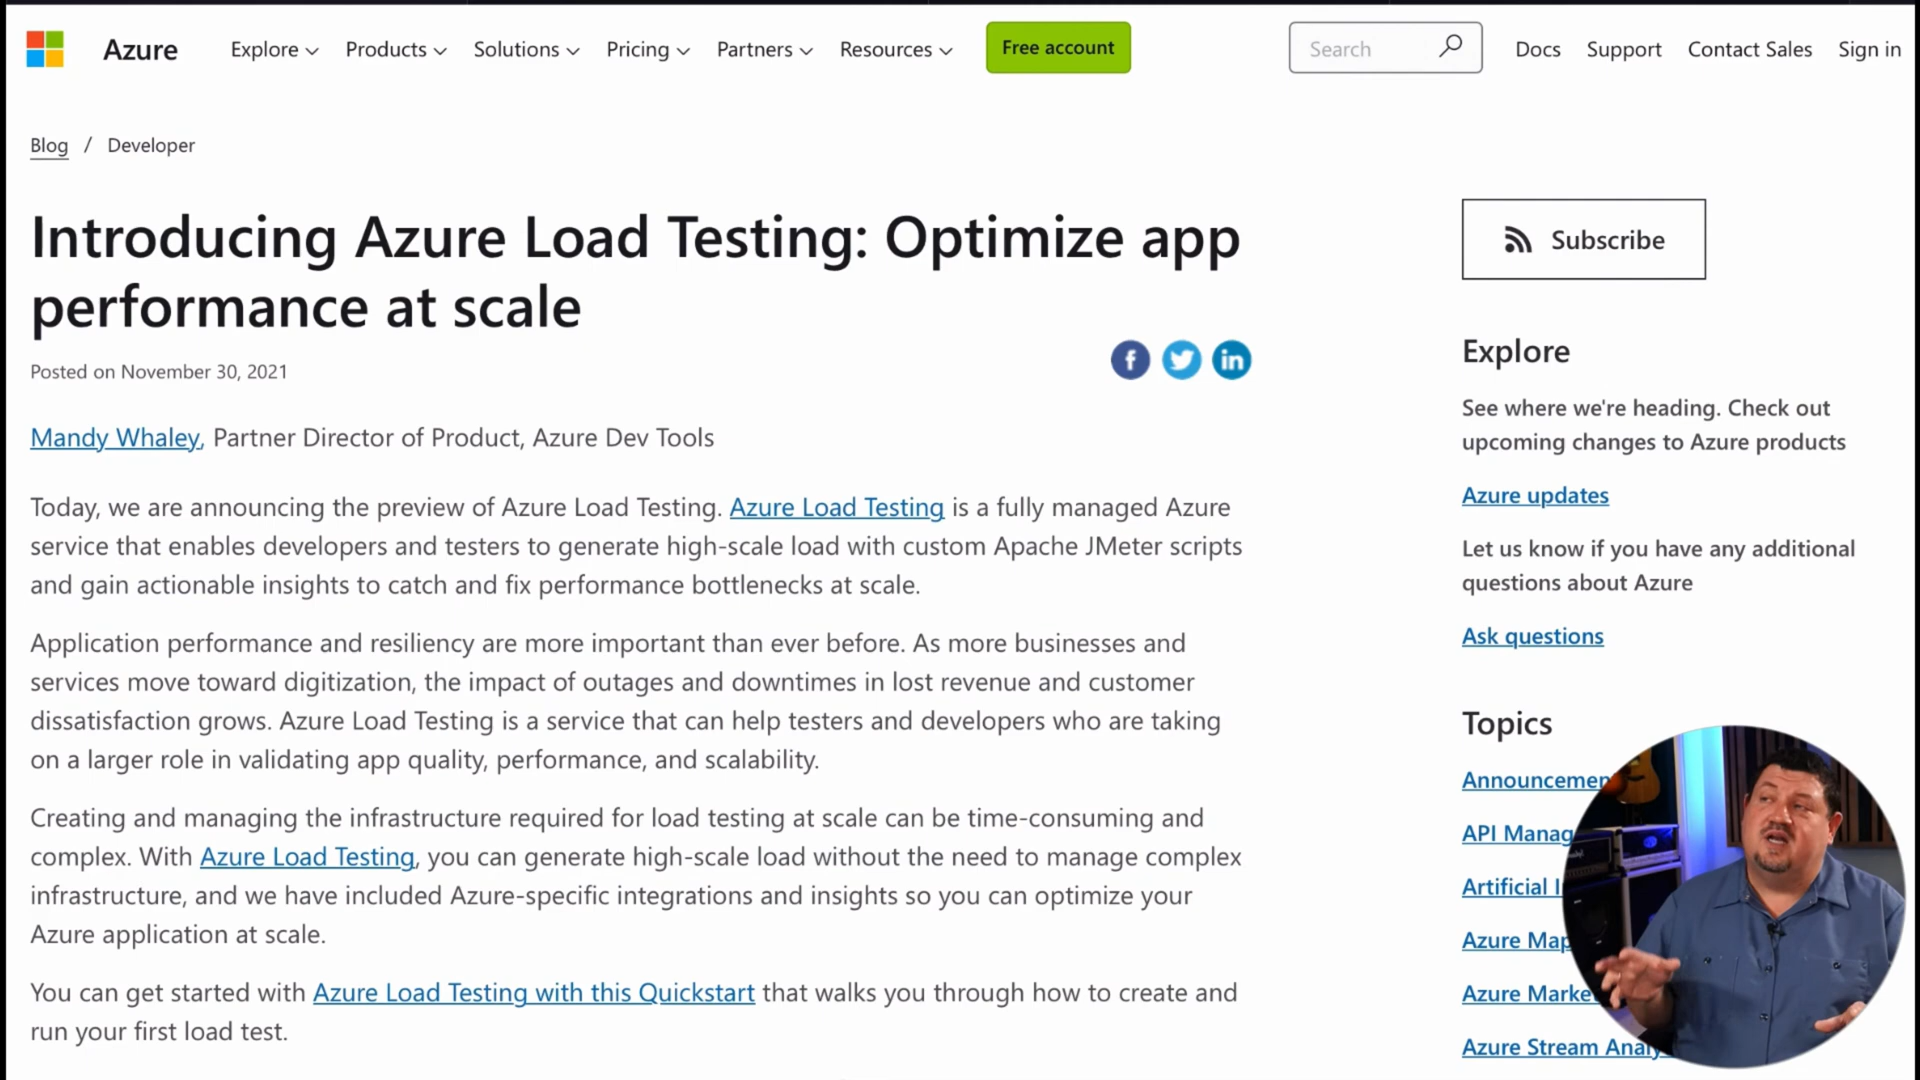 Azure
Explore
Products
Solutions
Pricing
Partners
Resources
Free account
Search
Docs
Support
Contact Sales
Sign in
Blog / Developer
Introducing Azure Load Testing: Optimize app
performance at scale
Posted on November 30, 2021
Mandy Whaley, Partner Director of Product, Azure Dev Tools
Today, we are announcing the preview of Azure Load Testing. Azure Load Testing is a fully managed Azure
service that enables developers and testers to generate high-scale load with custom Apache JMeter scripts
and gain actionable insights to catch and fix performance bottlenecks at scale.
Application performance and resiliency are more important than ever before. As more businesses and
services move toward digitization, the impact of outages and downtimes in lost revenue and customer
dissatisfaction grows. Azure Load Testing is a service that can help testers and developers who are taking
on a larger role in validating app quality, performance, and scalability.
Creating and managing the infrastructure required for load testing at scale can be time-consuming and
complex. With Azure Load Testing, you can generate high-scale load without the need to manage complex
infrastructure, and we have included Azure-specific integrations and insights so you can optimize your
Azure application at scale.
You can get started with Azure Load Testing with this Quickstart that walks you through how to create and
run your first load test.
Subscribe
Explore
See where we're heading. Check out
upcoming changes to Azure products
Azure updates
Let us know if you have any additional
questions about Azure
Ask questions
Topics
Announcemen
API Manag
Artificial I
Azure Map
Azure Marke
Azure Stream Analy